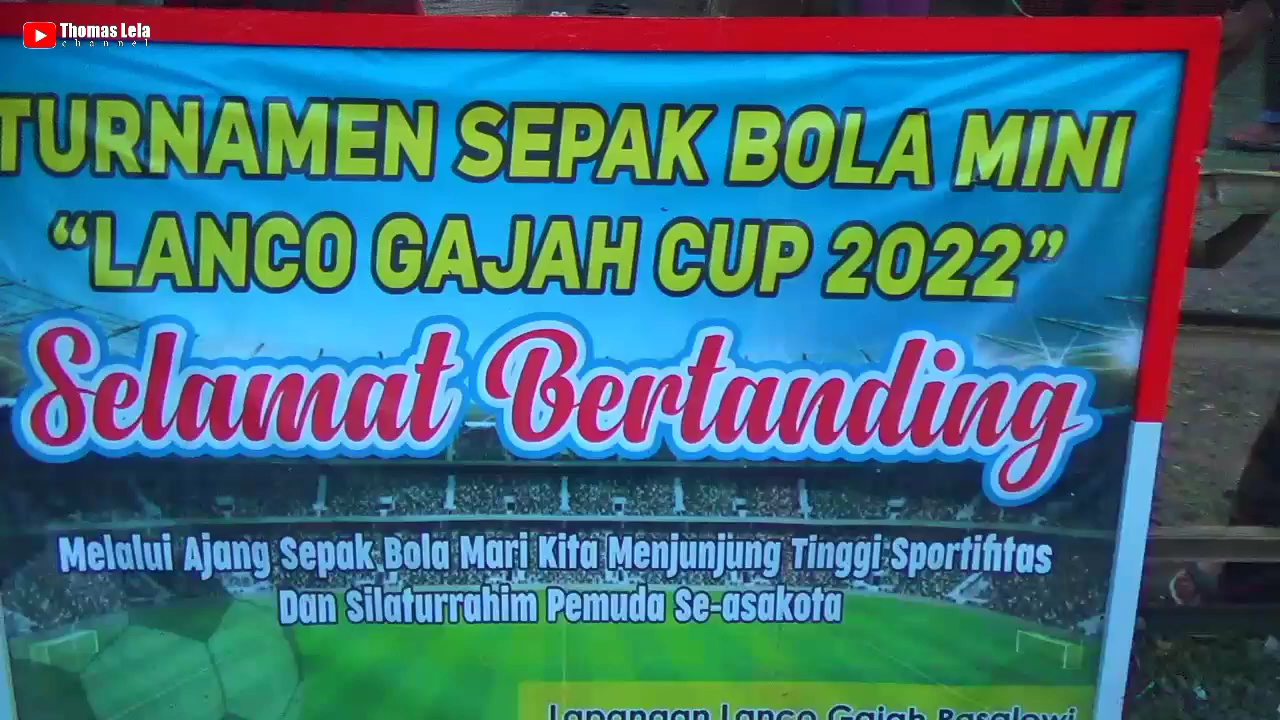 Thomas Lela
channel
TURNAMEN SEPAK BOLA MINI
“LANCO GAJAH CUP 2022”
Selamat Bertanding
Melalui Ajang Sepak Bola Mari Kita Menjunjung Tinggi Sportifitas
Dan Silaturrahim Pemuda Se-asakota
Lapangan Lanco Gajah Basalowi